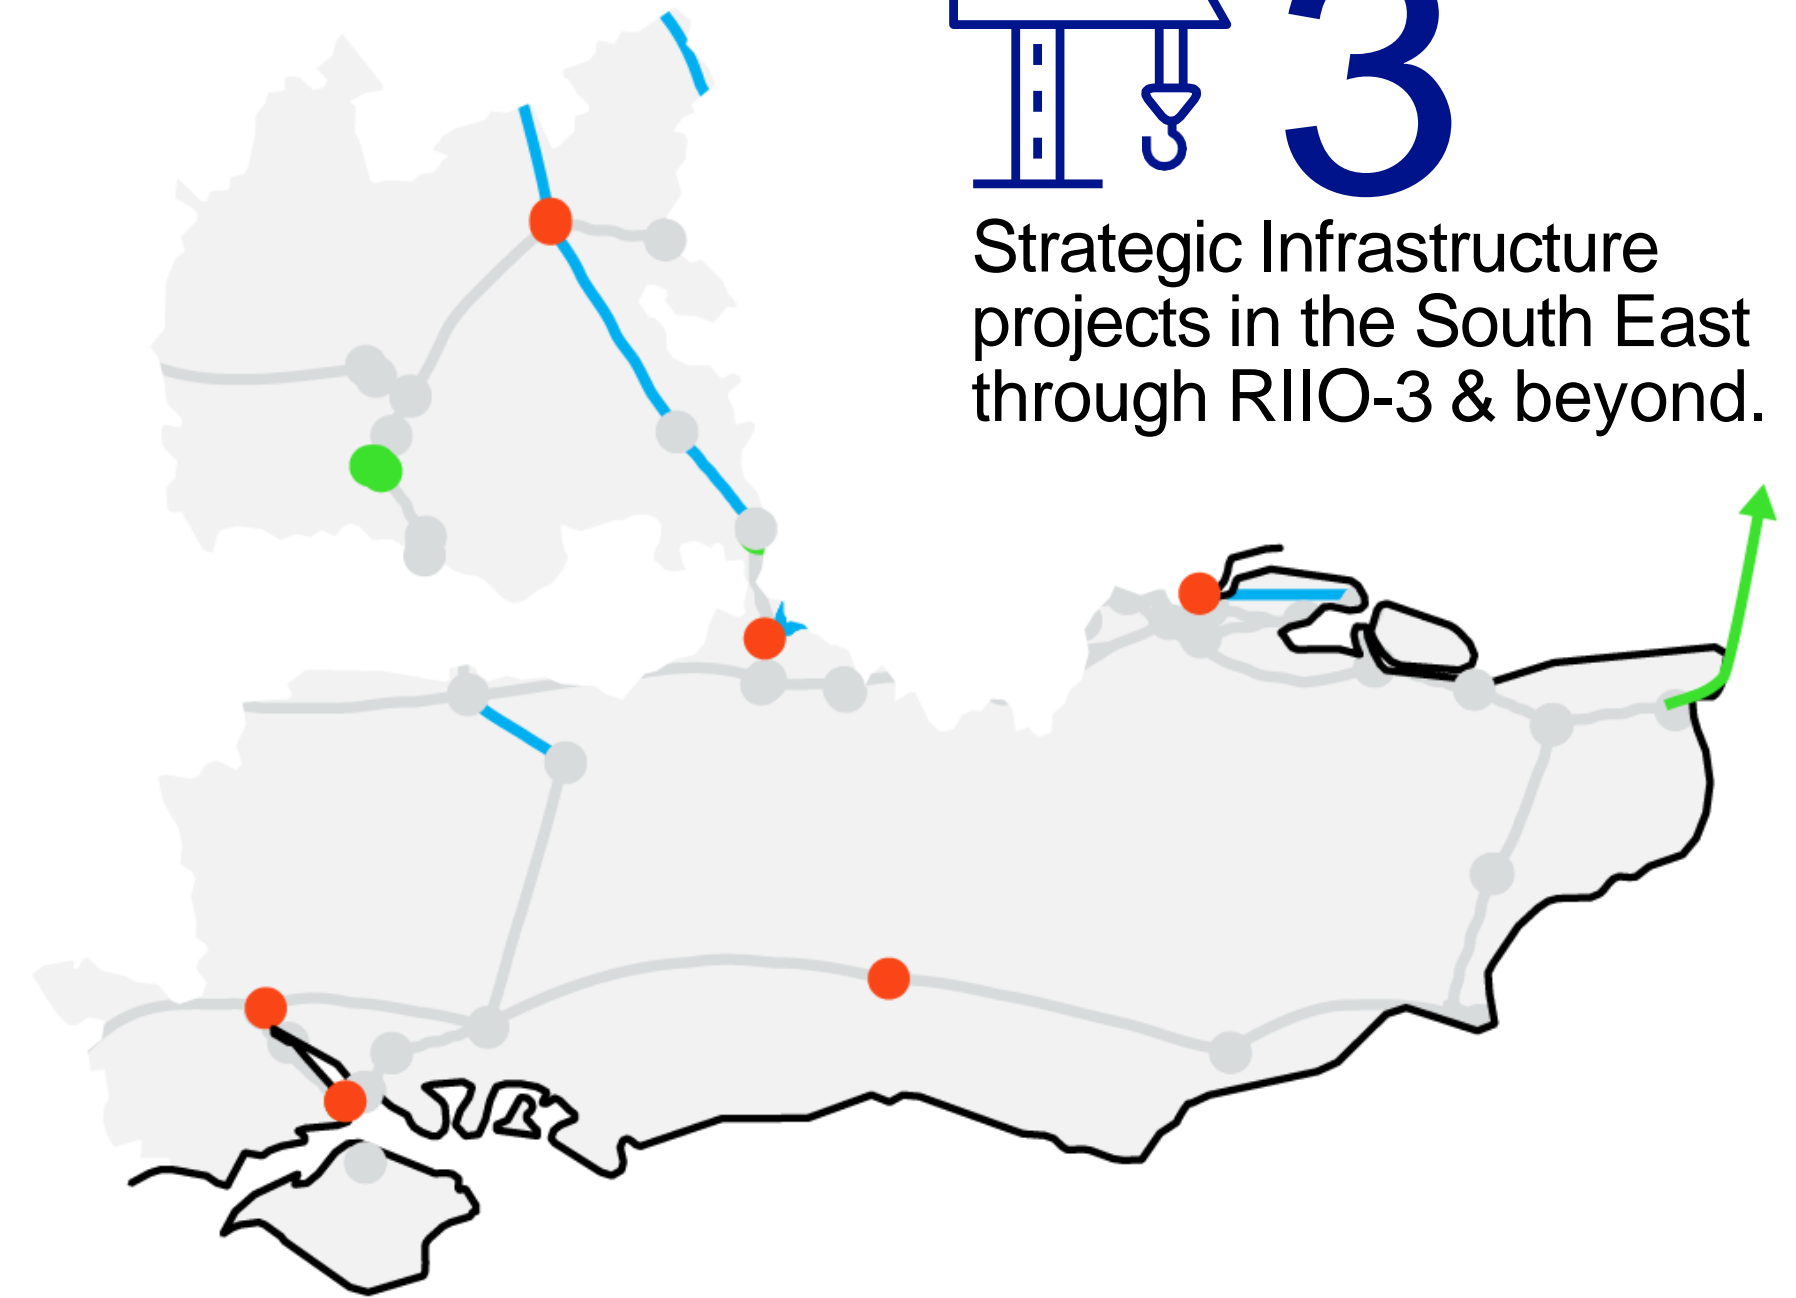 3
Strategic Infrastructure
projects in the South East
through RIIO-3 & beyond.